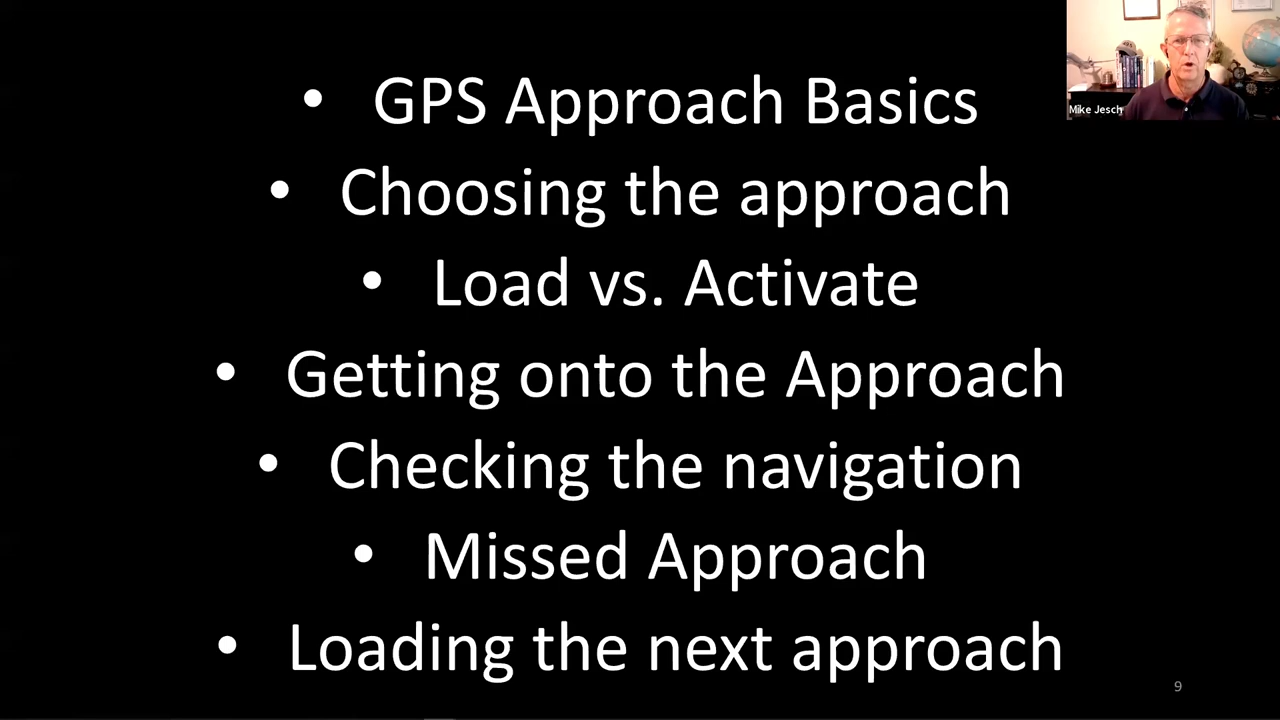 • GPS Approach Basics
Mike Jesch
• Choosing the approach
• Load vs. Activate
• Getting onto the Approach
• Checking the navigation
• Missed Approach
• Loading the next approach
9